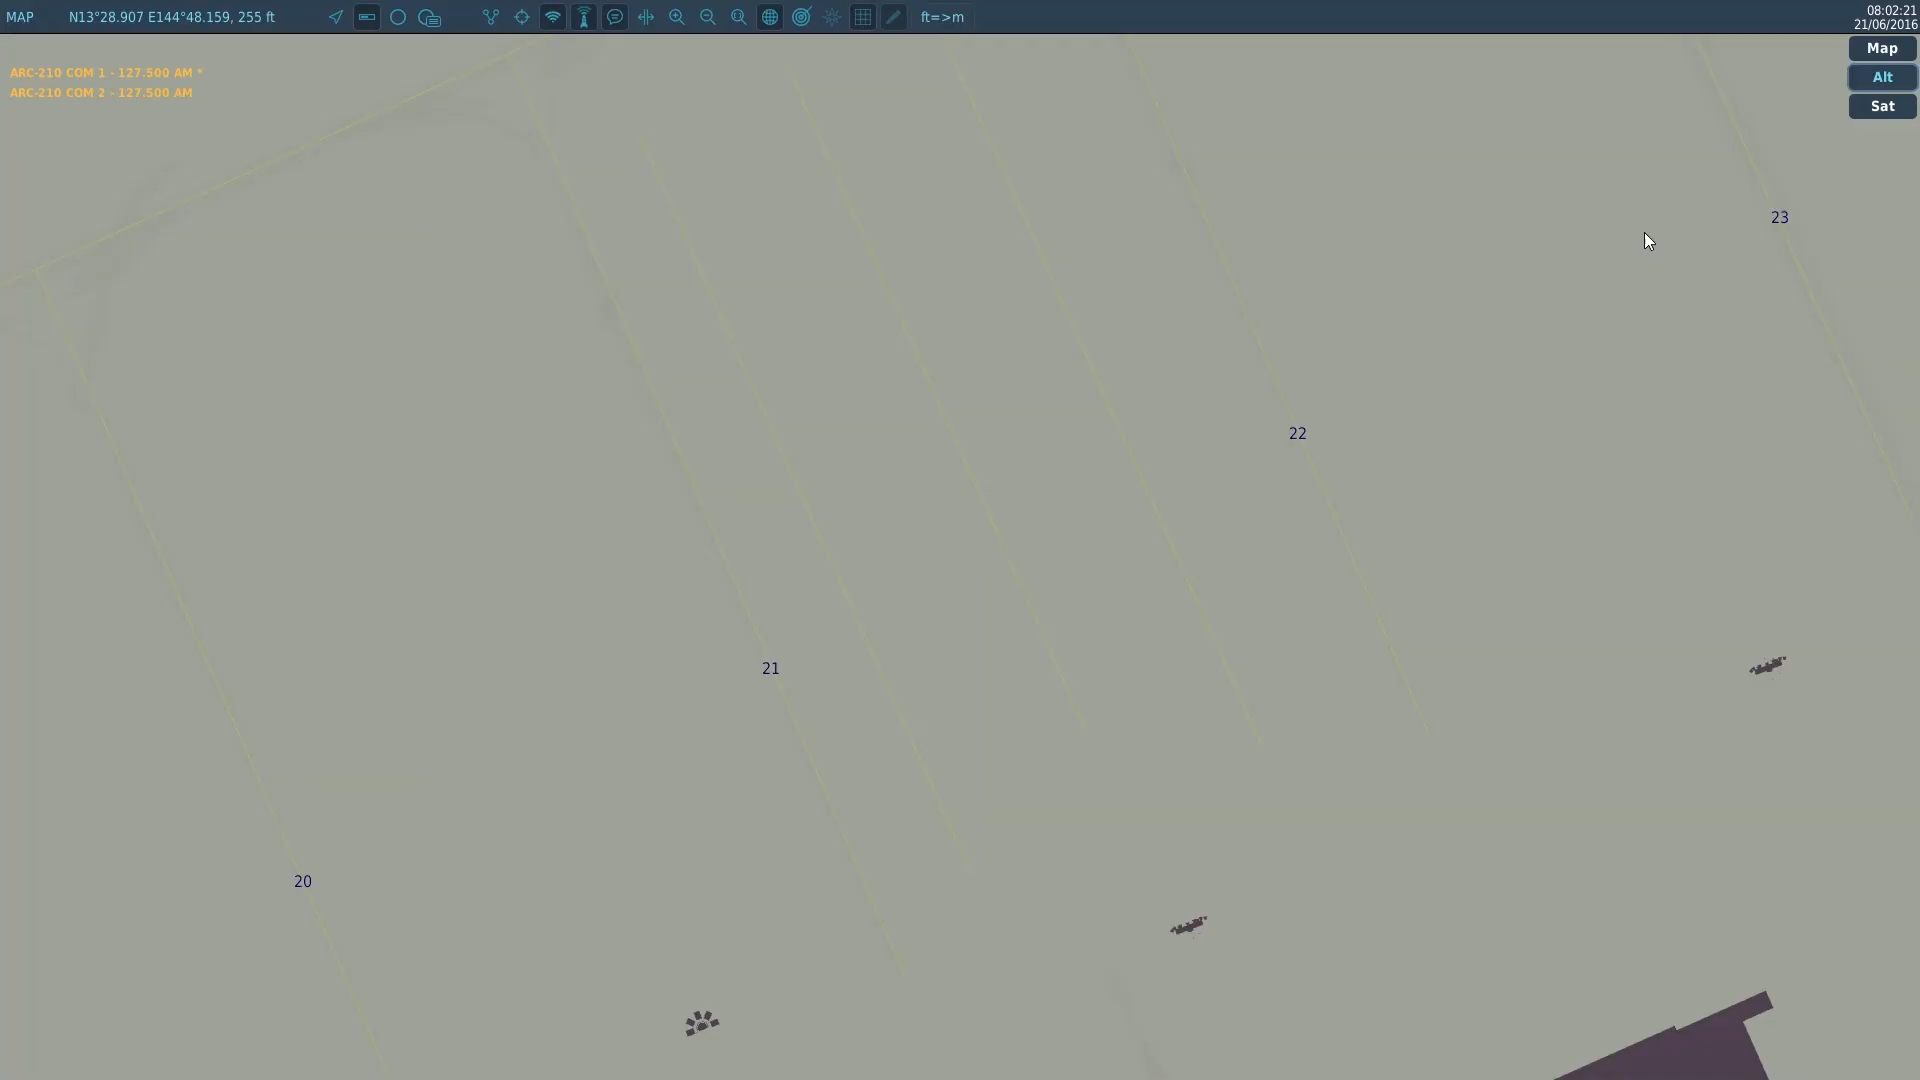 MAP N13°28.907 E144°48.159, 255 ft ft=>m 08:02:21
21/06/2016
Map
ARC-210 COM 1 - 127.500 AM *
Alt
ARC-210 COM 2 - 127.500 AM
Sat
23
22
21
20